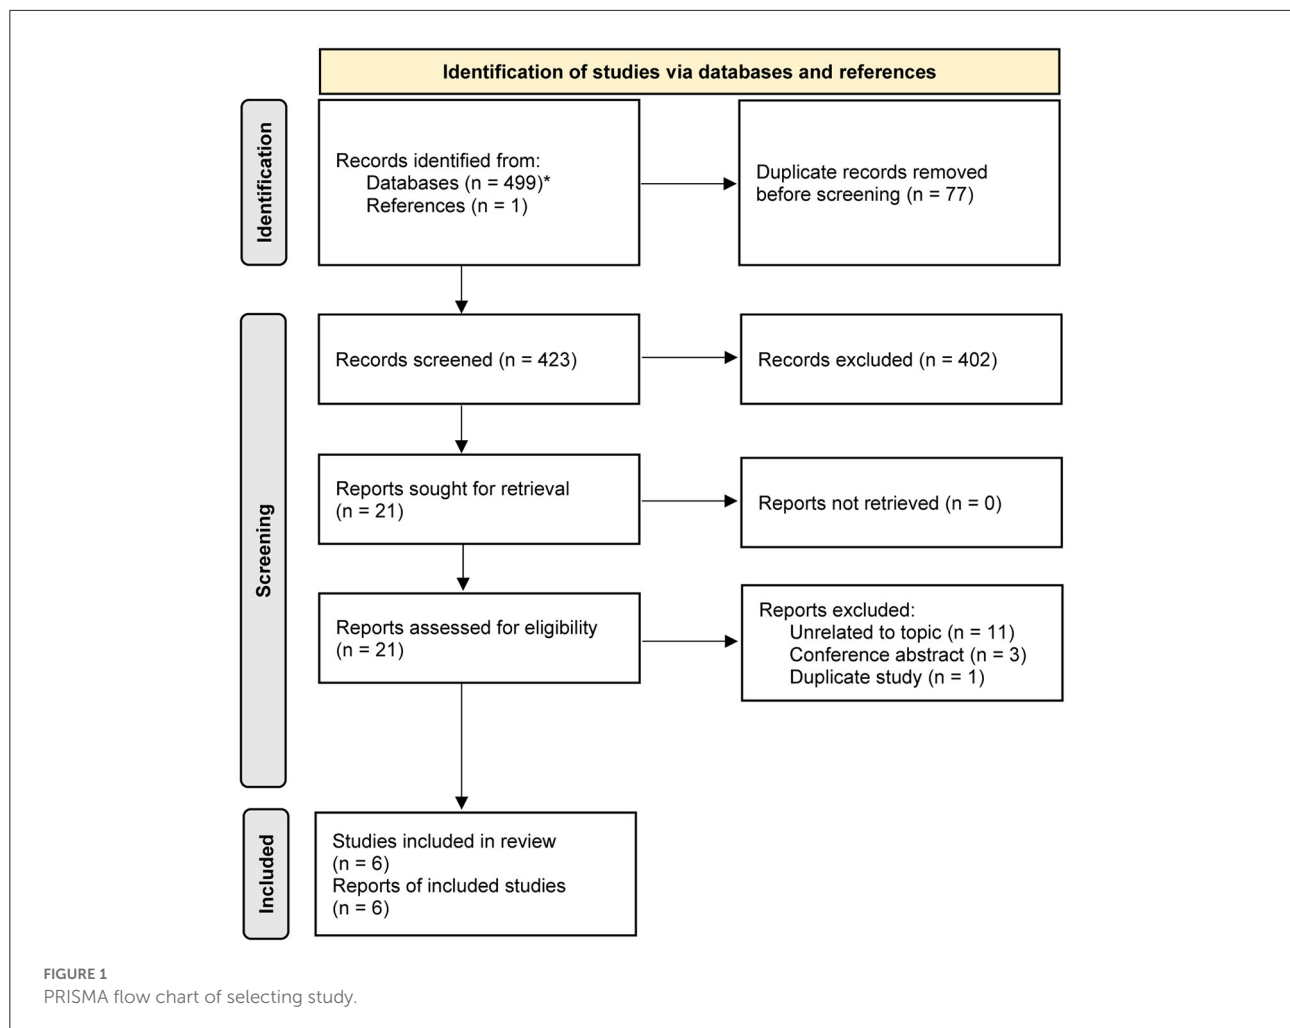 Identification of studies via databases and references
Identification
Records identified from:
Databases (n = 499)*
References (n = 1)
Duplicate records removed
before screening (n = 77)
Screening
Records screened (n = 423)
Records excluded (n = 402)
Reports sought for retrieval
(n = 21)
Reports not retrieved (n = 0)
Reports assessed for eligibility
(n = 21)
Reports excluded:
Unrelated to topic (n = 11)
Conference abstract (n = 3)
Duplicate study (n = 1)
Included
Studies included in review
(n = 6)
Reports of included studies
(n = 6)
FIGURE 1
PRISMA flow chart of selecting study.